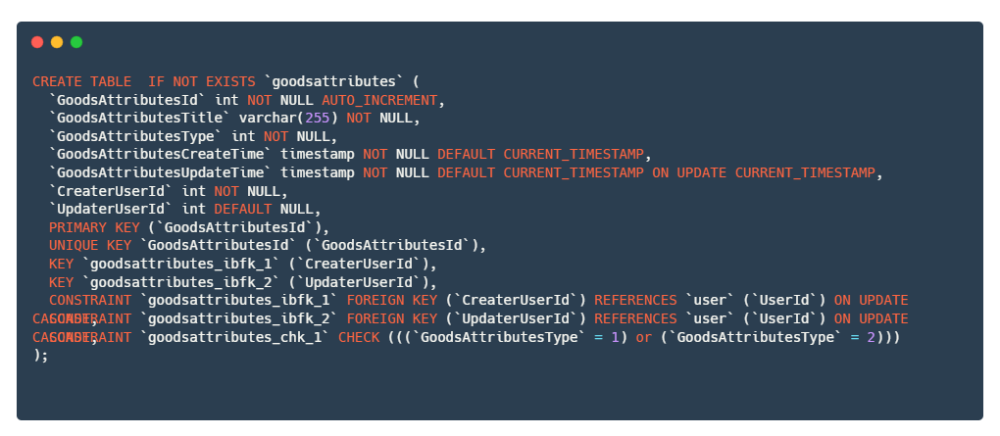 CREATE TABLE  IF NOT EXISTS `goodsattributes` (
  `GoodsAttributesId` int NOT NULL AUTO_INCREMENT,
  `GoodsAttributesTitle` varchar(255) NOT NULL,
  `GoodsAttributesType` int NOT NULL,
  `GoodsAttributesCreateTime` timestamp NOT NULL DEFAULT CURRENT_TIMESTAMP,
  `GoodsAttributesUpdateTime` timestamp NOT NULL DEFAULT CURRENT_TIMESTAMP ON UPDATE CURRENT_TIMESTAMP,
  `CreaterUserId` int NOT NULL,
  `UpdaterUserId` int DEFAULT NULL,
  PRIMARY KEY (`GoodsAttributesId`),
  UNIQUE KEY `GoodsAttributesId` (`GoodsAttributesId`),
  KEY `goodsattributes_ibfk_1` (`CreaterUserId`),
  KEY `goodsattributes_ibfk_2` (`UpdaterUserId`),
  CONSTRAINT `goodsattributes_ibfk_1` FOREIGN KEY (`CreaterUserId`) REFERENCES `user` (`UserId`) ON UPDATE
CASCADE,
  CONSTRAINT `goodsattributes_ibfk_2` FOREIGN KEY (`UpdaterUserId`) REFERENCES `user` (`UserId`) ON UPDATE
CASCADE,
  CONSTRAINT `goodsattributes_chk_1` CHECK (((`GoodsAttributesType` = 1) or (`GoodsAttributesType` = 2)))
);